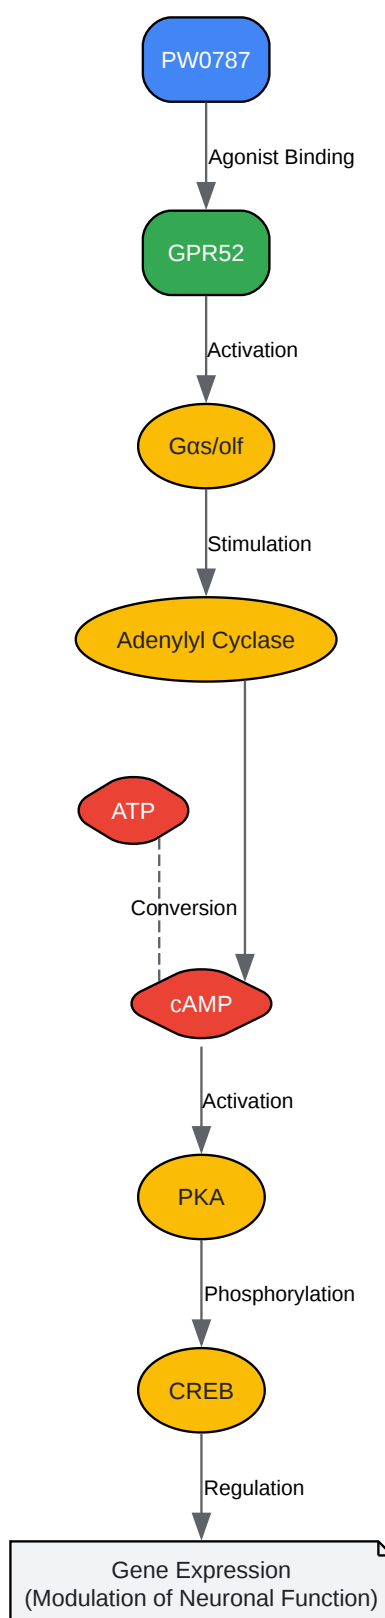 PW0787
Agonist Binding
GPR52
Activation
Gαs/olf
Stimulation
Adenylyl Cyclase
ATP
Conversion
cAMP
Activation
PKA
Phosphorylation
CREB
Regulation
Gene Expression
(Modulation of Neuronal Function)